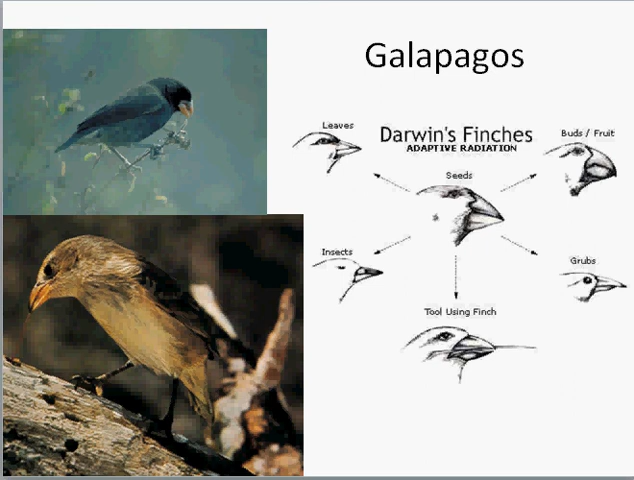 Galapagos
Darwin's Finches
ADAPTIVE RADIATION
Leaves
Buds / Fruit
Seeds
Insects
Grubs
Tool Using Finch